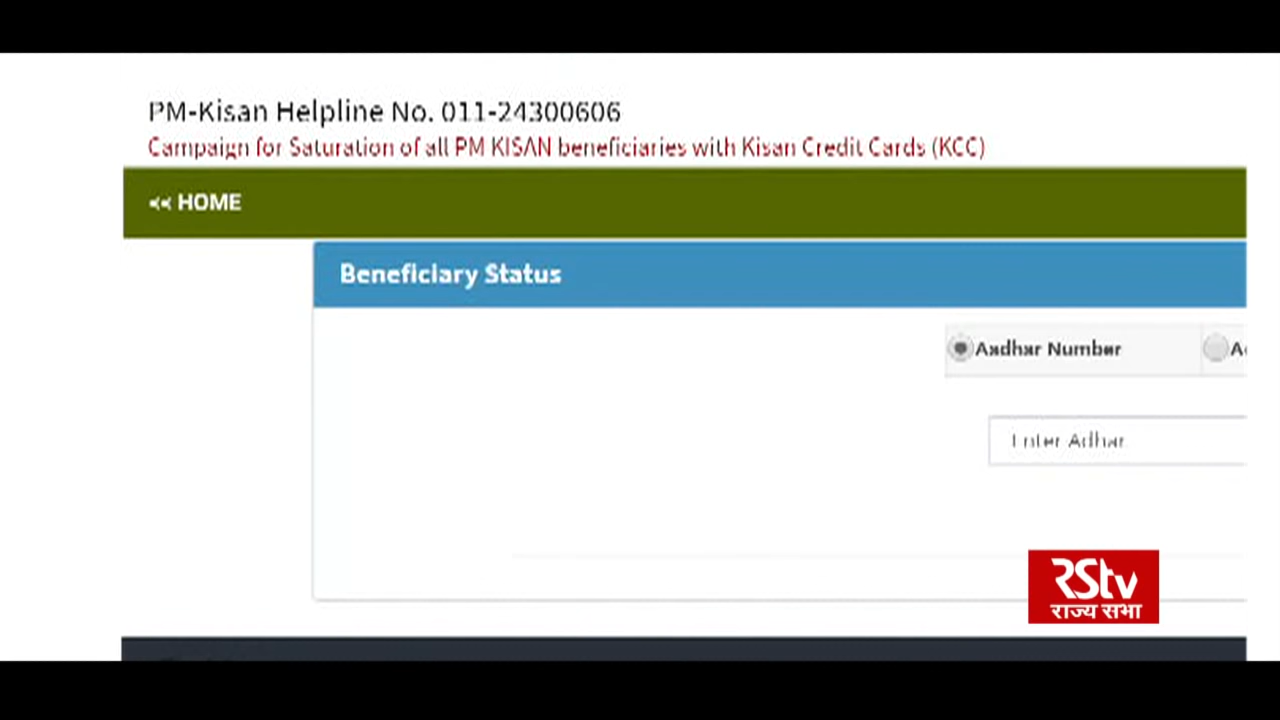 PM-Kisan Helpline No. 011-24300606
Campaign for Saturation of all PM KISAN beneficiaries with Kisan Credit Cards (KCC)
<< HOME
Beneficiary Status
Aadhar Number
Enter Adhar
RStv
राज्य सभा